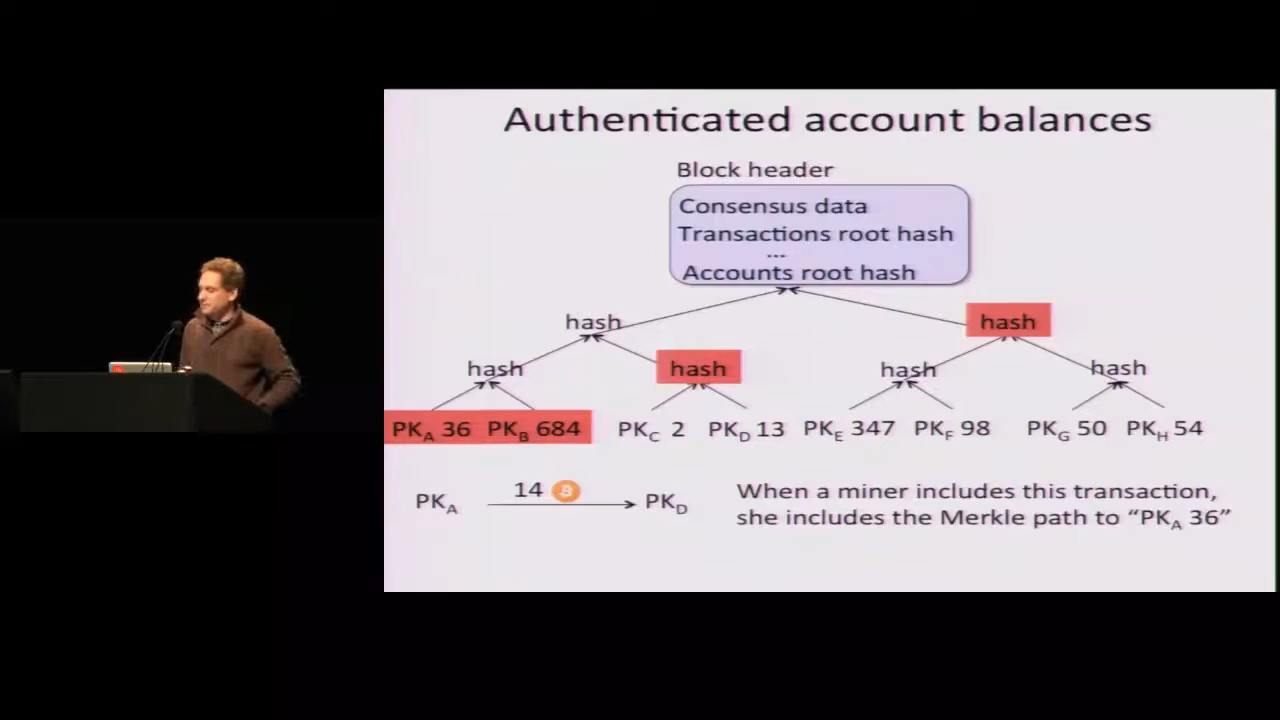 Authenticated account balances
Block header
Consensus data
Transactions root hash
...
Accounts root hash
hash hash
hash hash hash hash
PKA 36 PKB 684 PKC 2 PKD 13 PKE 347 PKF 98 PKG 50 PKH 54
14 B
PKA PKD
When a miner includes this transaction,
she includes the Merkle path to “PKA 36”